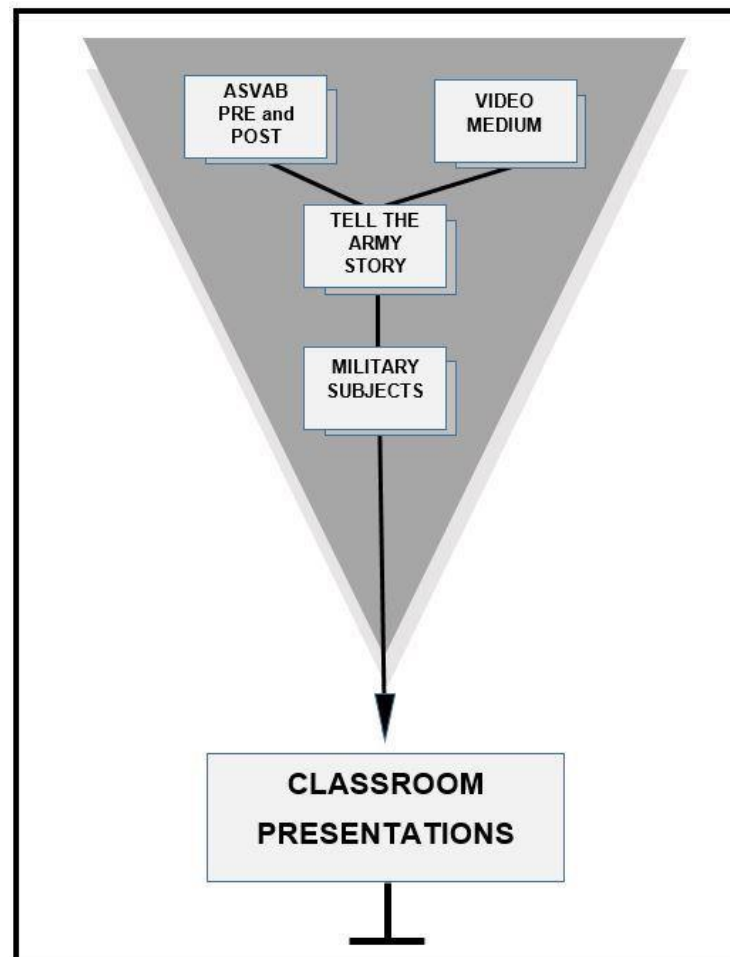 ASVAB
PRE and
POST
VIDEO
MEDIUM
TELL THE
ARMY
STORY
MILITARY
SUBJECTS
CLASSROOM
PRESENTATIONS